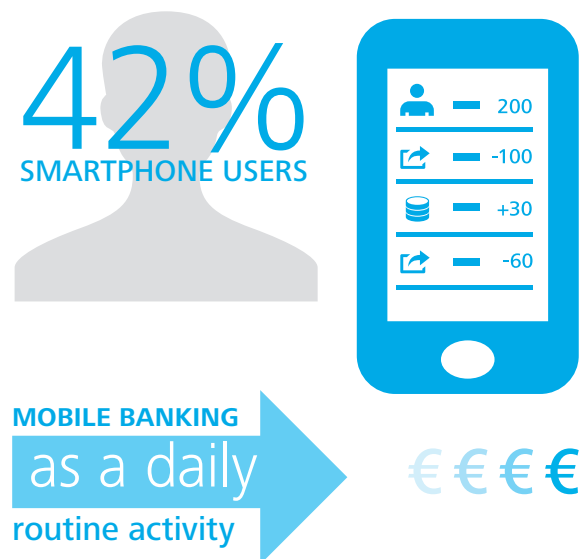 42%
SMARTPHONE USERS
200
-100
+30
-60
MOBILE BANKING
as a daily
routine activity
€ € € €